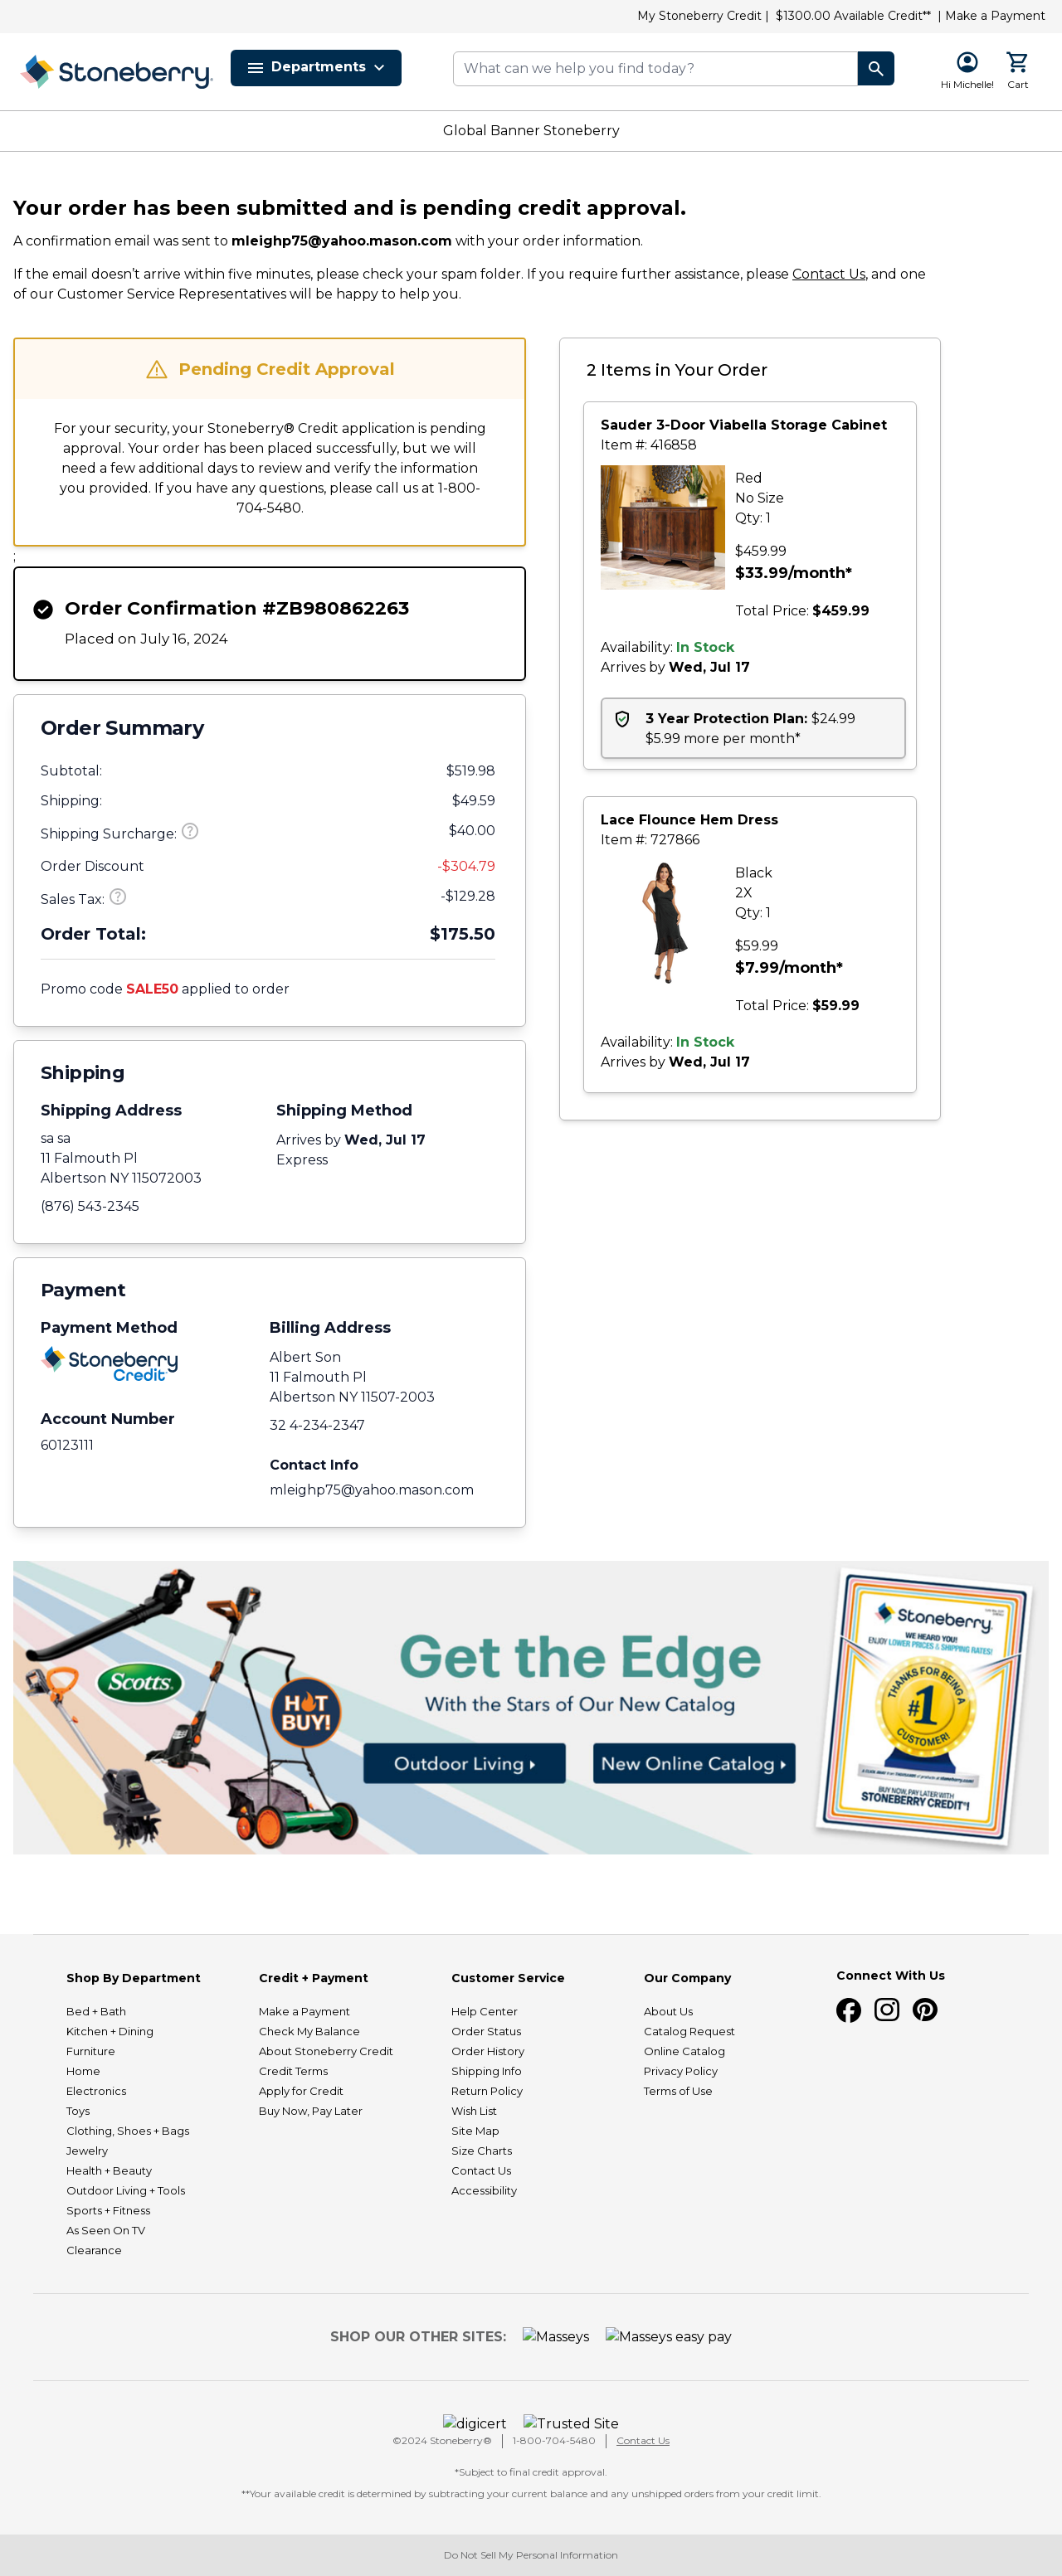 My Stoneberry Credit | $1300.00 Available Credit** | Make a Payment
Stoneberry
Departments
What can we help you find today?
Hi Michelle!
Cart
Global Banner Stoneberry
Your order has been submitted and is pending credit approval.
A confirmation email was sent to mleighp75@yahoo.mason.com with your order information.
If the email doesn’t arrive within five minutes, please check your spam folder. If you require further assistance, please Contact Us, and one
of our Customer Service Representatives will be happy to help you.
Pending Credit Approval
For your security, your Stoneberry® Credit application is pending
approval. Your order has been placed successfully, but we will
need a few additional days to review and verify the information
you provided. If you have any questions, please call us at 1-800-
704-5480.
;
Order Confirmation #ZB980862263
Placed on July 16, 2024
Order Summary
Subtotal: $519.98
Shipping: $49.59
Shipping Surcharge: ? $40.00
Order Discount -$304.79
Sales Tax: ? -$129.28
Order Total: $175.50
Promo code SALE50 applied to order
Shipping
Shipping Address
sa sa
11 Falmouth Pl
Albertson NY 115072003
(876) 543-2345
Shipping Method
Arrives by Wed, Jul 17
Express
Payment
Payment Method
Stoneberry
Credit
Account Number
60123111
Billing Address
Albert Son
11 Falmouth Pl
Albertson NY 11507-2003
32 4-234-2347
Contact Info
mleighp75@yahoo.mason.com
2 Items in Your Order
Sauder 3-Door Viabella Storage Cabinet
Item #: 416858
Red
No Size
Qty: 1
$459.99
$33.99/month*
Total Price: $459.99
Availability: In Stock
Arrives by Wed, Jul 17
3 Year Protection Plan: $24.99
$5.99 more per month*
Lace Flounce Hem Dress
Item #: 727866
Black
2X
Qty: 1
$59.99
$7.99/month*
Total Price: $59.99
Availability: In Stock
Arrives by Wed, Jul 17
Scotts
HOT
BUY!
Get the Edge
With the Stars of Our New Catalog
Outdoor Living
New Online Catalog
Stoneberry
WE HEARD YOU!
ENJOY LOWER PRICES & SHIPPING RATES!
THANKS FOR BEING A
#1
CUSTOMER!
BUY NOW, PAY LATER WITH
STONEBERRY CREDIT*!
Shop By Department
Bed + Bath
Kitchen + Dining
Furniture
Home
Electronics
Toys
Clothing, Shoes + Bags
Jewelry
Health + Beauty
Outdoor Living + Tools
Sports + Fitness
As Seen On TV
Clearance
Credit + Payment
Make a Payment
Check My Balance
About Stoneberry Credit
Credit Terms
Apply for Credit
Buy Now, Pay Later
Customer Service
Help Center
Order Status
Order History
Shipping Info
Return Policy
Wish List
Site Map
Size Charts
Contact Us
Accessibility
Our Company
About Us
Catalog Request
Online Catalog
Privacy Policy
Terms of Use
Connect With Us
SHOP OUR OTHER SITES: Masseys Masseys easy pay
digicert Trusted Site
©2024 Stoneberry® | 1-800-704-5480 | Contact Us
*Subject to final credit approval.
**Your available credit is determined by subtracting your current balance and any unshipped orders from your credit limit.
Do Not Sell My Personal Information